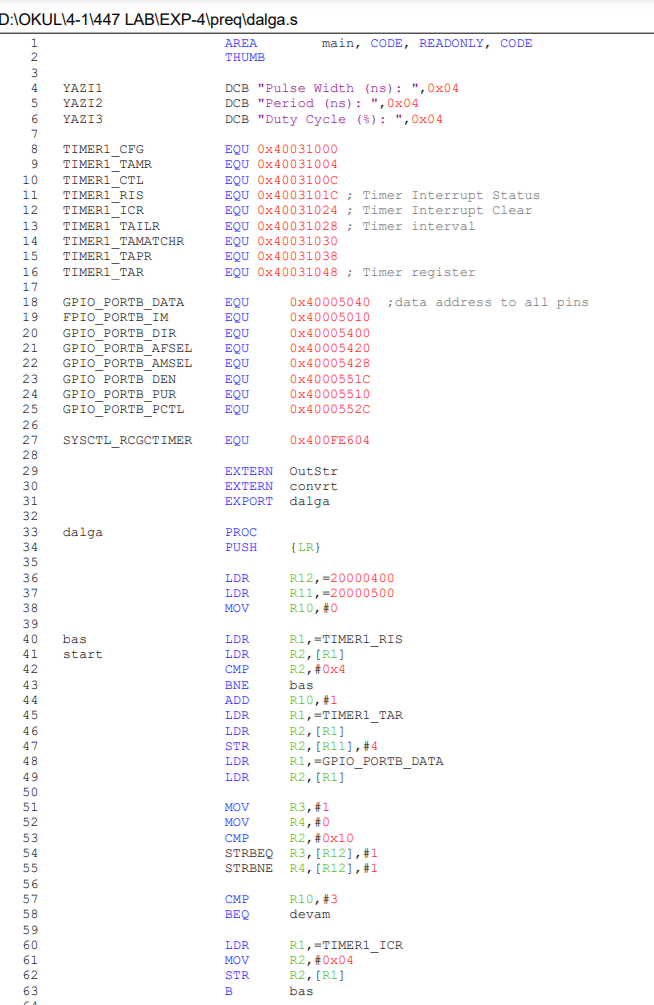 D:\OKUL\4-1\447 LAB\EXP-4\preq\dalga.s
1 AREA main, CODE, READONLY, CODE
2 THUMB
3
4 YAZI1 DCB "Pulse Width (ns): ",0x04
5 YAZI2 DCB "Period (ns): ",0x04
6 YAZI3 DCB "Duty Cycle (%): ",0x04
7
8 TIMER1_CFG EQU 0x40031000
9 TIMER1_TAMR EQU 0x40031004
10 TIMER1_CTL EQU 0x4003100C
11 TIMER1_RIS EQU 0x4003101C ; Timer Interrupt Status
12 TIMER1_ICR EQU 0x40031024 ; Timer Interrupt Clear
13 TIMER1_TAILR EQU 0x40031028 ; Timer interval
14 TIMER1_TAMATCHR EQU 0x40031030
15 TIMER1_TAPR EQU 0x40031038
16 TIMER1_TAR EQU 0x40031048 ; Timer register
17
18 GPIO_PORTB_DATA EQU 0x40005040 ;data address to all pins
19 FPIO_PORTB_IM EQU 0x40005010
20 GPIO_PORTB_DIR EQU 0x40005400
21 GPIO_PORTB_AFSEL EQU 0x40005420
22 GPIO_PORTB_AMSEL EQU 0x40005428
23 GPIO_PORTB_DEN EQU 0x4000551C
24 GPIO_PORTB_PUR EQU 0x40005510
25 GPIO_PORTB_PCTL EQU 0x4000552C
26
27 SYSCTL_RCGCTIMER EQU 0x400FE604
28
29 EXTERN OutStr
30 EXTERN convrt
31 EXPORT dalga
32
33 dalga PROC
34 PUSH {LR}
35
36 LDR R12,=20000400
37 LDR R11,=20000500
38 MOV R10,#0
39
40 bas LDR R1,=TIMER1_RIS
41 start LDR R2,[R1]
42 CMP R2,#0x4
43 BNE bas
44 ADD R10,#1
45 LDR R1,=TIMER1_TAR
46 LDR R2,[R1]
47 STR R2,[R11],#4
48 LDR R1,=GPIO_PORTB_DATA
49 LDR R2,[R1]
50
51 MOV R3,#1
52 MOV R4,#0
53 CMP R2,#0x10
54 STRBEQ R3,[R12],#1
55 STRBNE R4,[R12],#1
56
57 CMP R10,#3
58 BEQ devam
59
60 LDR R1,=TIMER1_ICR
61 MOV R2,#0x04
62 STR R2,[R1]
63 B bas